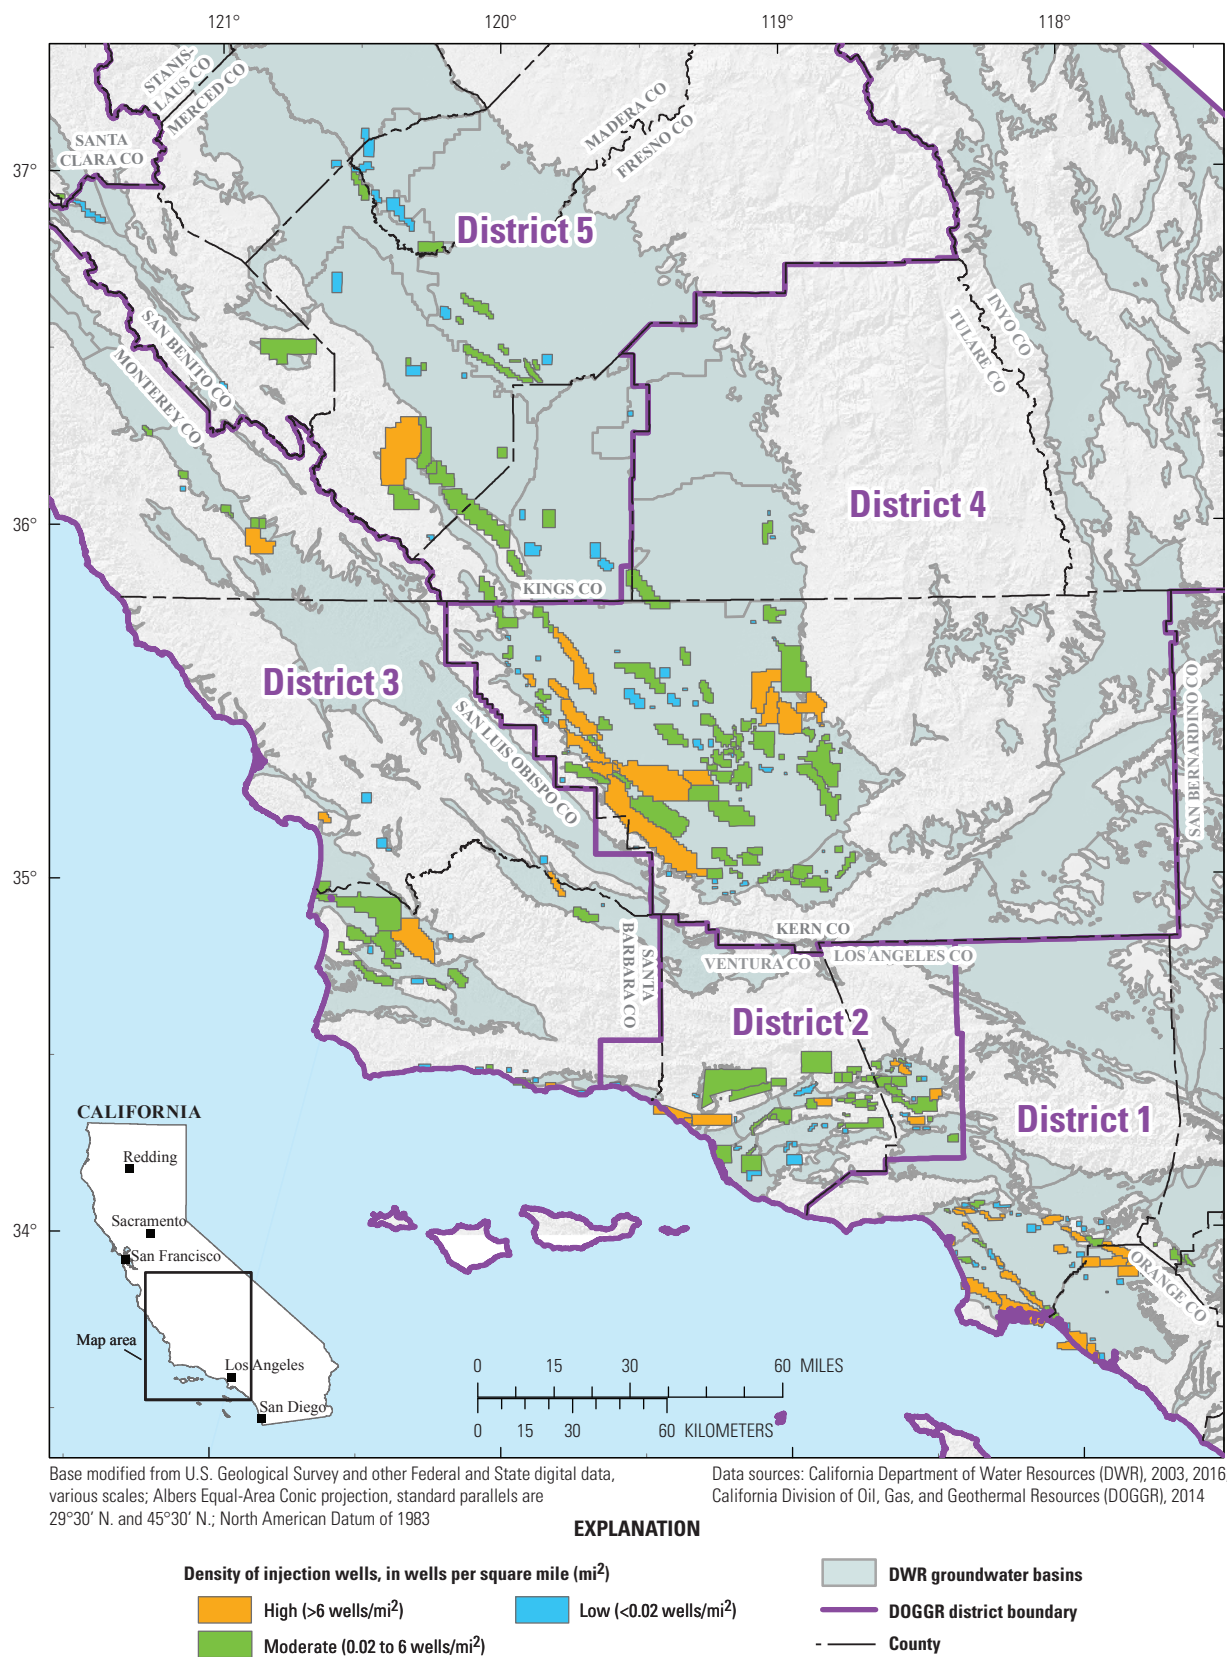 121°
120°
119°
118°
STANIS-
LAUS CO
MERCED CO
MADERA CO
FRESNO CO
SANTA
CLARA CO
37°
District 5
SAN BENITO CO
MONTEREY CO
INYO CO
TULARE CO
District 4
36°
KINGS CO
District 3
SAN LUIS OBISPO CO
SAN BERNARDINO CO
35°
KERN CO
SANTA
BARBARA CO
VENTURA CO
LOS ANGELES CO
District 2
District 1
CALIFORNIA
Redding
Sacramento
San Francisco
Map area
Los Angeles
San Diego
34°
ORANGE CO
0 15 30 60 MILES
0 15 30 60 KILOMETERS
Base modified from U.S. Geological Survey and other Federal and State digital data,
various scales; Albers Equal-Area Conic projection, standard parallels are
29°30′ N. and 45°30′ N.; North American Datum of 1983
Data sources: California Department of Water Resources (DWR), 2003, 2016,
California Division of Oil, Gas, and Geothermal Resources (DOGGR), 2014
EXPLANATION
Density of injection wells, in wells per square mile (mi²)
High (>6 wells/mi²)
Low (<0.02 wells/mi²)
Moderate (0.02 to 6 wells/mi²)
DWR groundwater basins
DOGGR district boundary
County